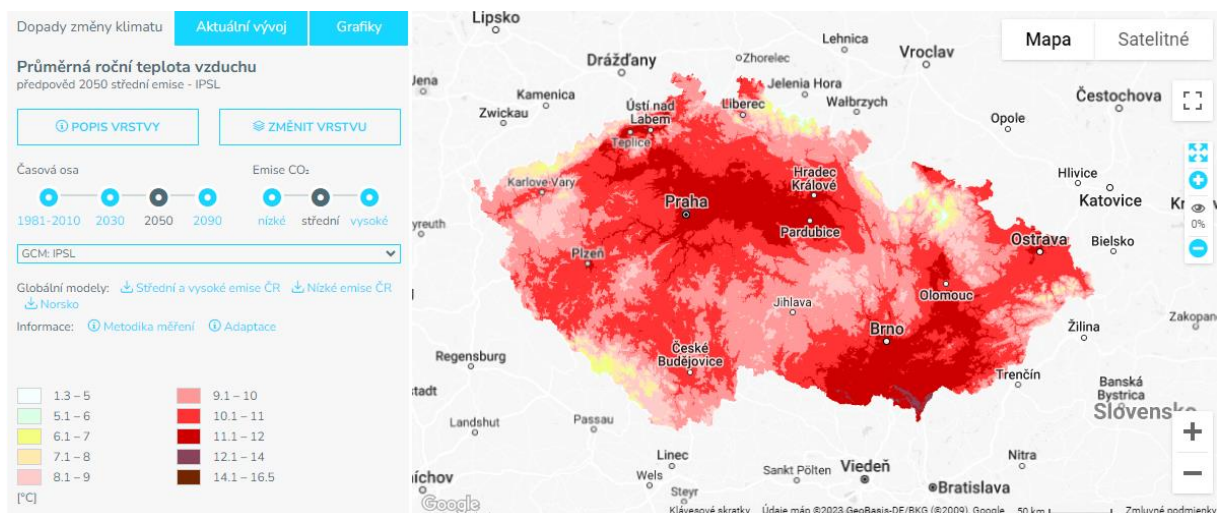 Dopady změny klimatu
Aktuální vývoj
Grafiky
Průměrná roční teplota vzduchu
předpověd 2050 střední emise - IPSL
POPIS VRSTVY
ZMĚNIT VRSTVU
Časová osa
Emise CO₂
1981-2010 2030 2050 2090
nízké střední vysoké
GCM: IPSL
Globální modely: Střední a vysoké emise ČR Nízké emise ČR
Norsko
Informace: Metodika měření Adaptace
1.3 – 5
5.1 – 6
6.1 – 7
7.1 – 8
8.1 – 9
9.1 – 10
10.1 – 11
11.1 – 12
12.1 – 14
14.1 – 16.5
[°C]
Lipsko
Lehnica
Vroclav
Mapa
Satelitné
Drážďany
Zhorelec
Jena
Jelenia Hora
Kamenica
Čestochova
Ústí nad
Labem
Liberec
Walbrzych
Zwickau
Opole
Teplice
Hradec
Králové
Hlivice
Karlove Vary
Katovice
Kr
Praha
0%
yreuth
Pardubice
Ostrava
Bielsko
Plzeň
Olomouc
Jihlava
Zakopan
Brno
Žilina
Regensburg
České
Budějovice
Trenčín
Banská
Bystrica
stadt
Slovensko
Landshut
Passau
Linec
Nitra
Sankt Pölten
Viedeň
níchov
Wels
Bratislava
Steyr
Google
Klávesové skratky
Údaje máp ©2023 GeoBasis-DE/BKG (©2009), Google
50 km
Zmluvné podmienky